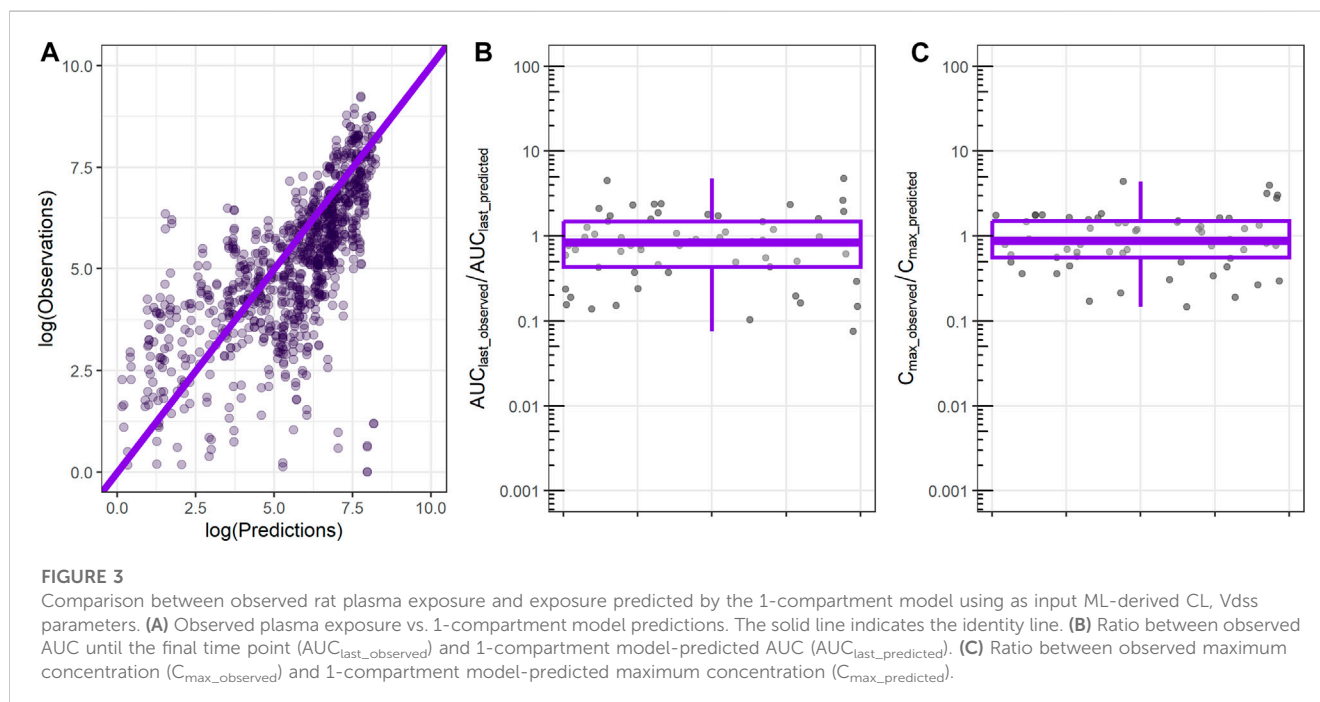 A
10.0
7.5
5.0
2.5
0.0
log(Observations)
0.0 2.5 5.0 7.5 10.0
log(Predictions)
B
100
10
1
0.1
0.01
0.001
AUClast_observed/AUClast_predicted
C
100
10
1
0.1
0.01
0.001
Cmax_observed/Cmax_predicted
FIGURE 3
Comparison between observed rat plasma exposure and exposure predicted by the 1-compartment model using as input ML-derived CL, Vdss
parameters. (A) Observed plasma exposure vs. 1-compartment model predictions. The solid line indicates the identity line. (B) Ratio between observed
AUC until the final time point (AUClast_observed) and 1-compartment model-predicted AUC (AUClast_predicted). (C) Ratio between observed maximum
concentration (Cmax_observed) and 1-compartment model-predicted maximum concentration (Cmax_predicted).